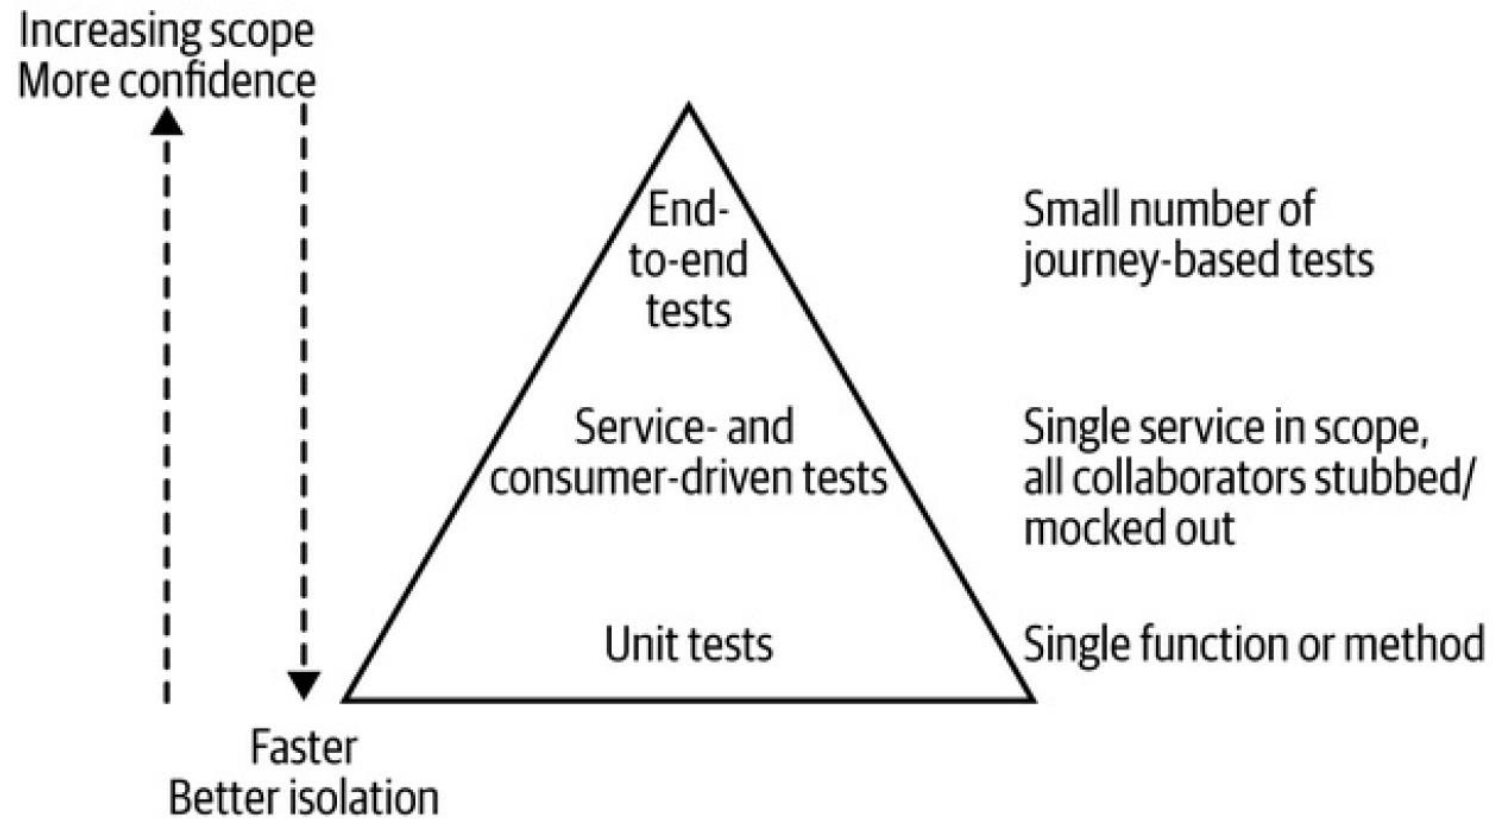 Increasing scope
More confidence
End-
to-end
tests
Small number of
journey-based tests
Service- and
consumer-driven tests
Single service in scope,
all collaborators stubbed/
mocked out
Unit tests
Single function or method
Faster
Better isolation